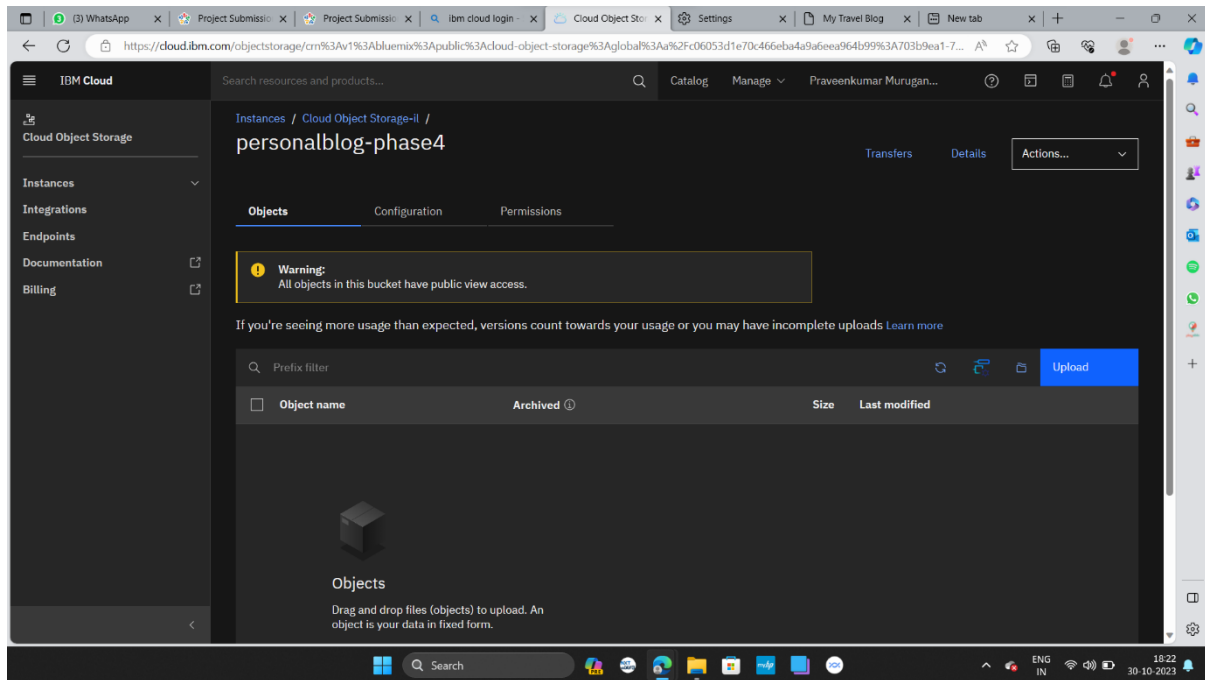 (3) WhatsApp
Project Submissio
Project Submissio
ibm cloud login -
Cloud Object Stor
Settings
My Travel Blog
New tab
https://cloud.ibm.com/objectstorage/crn%3Av1%3Abluemix%3Apublic%3Acloud-object-storage%3Aglobal%3Aa%2Fc06053d1e70c466eba4a9a6eea964b99%3A703b9ea1-7...
IBM Cloud
Search resources and products...
Catalog
Manage
Praveenkumar Murugan...
Cloud Object Storage
Instances
Integrations
Endpoints
Documentation
Billing
Instances / Cloud Object Storage-il /
personalblog-phase4
Transfers
Details
Actions...
Objects
Configuration
Permissions
Warning:
All objects in this bucket have public view access.
If you're seeing more usage than expected, versions count towards your usage or you may have incomplete uploads Learn more
Prefix filter
Upload
Object name
Archived
Size
Last modified
Objects
Drag and drop files (objects) to upload. An
object is your data in fixed form.
Search
ENG
IN
18:22
30-10-2023